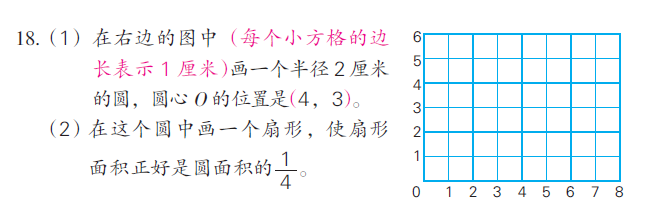 18.（1）在右边的图中（每个小方格的边
长表示1厘米）画一个半径2厘米
的圆，圆心O的位置是(4，3)。
（2）在这个圆中画一个扇形，使扇形
面积正好是圆面积的1/4。
6
5
4
3
2
1
0 1 2 3 4 5 6 7 8